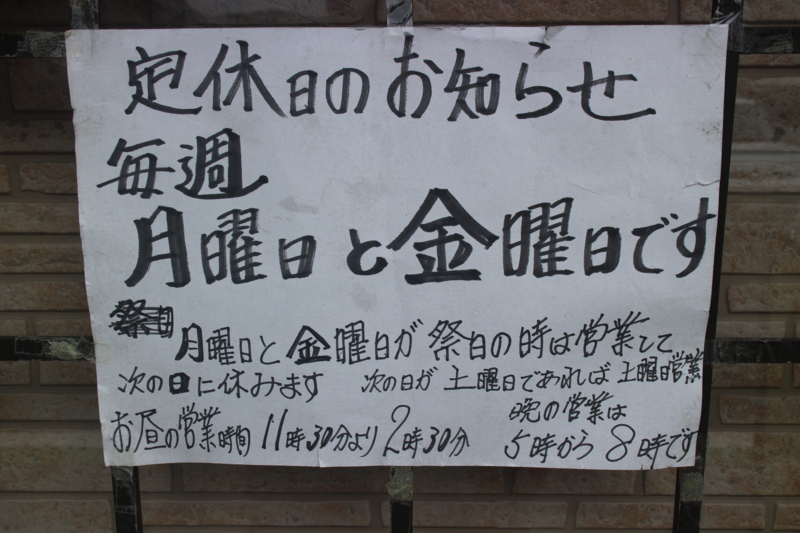 定休日のお知らせ
毎週
月曜日と金曜日です
月曜日と金曜日が祭日の時は営業して
次の日に休みます 次の日が土曜日であれば土曜日営業
お昼の営業時間 11時30分より2時30分
晩の営業は
5時から8時です